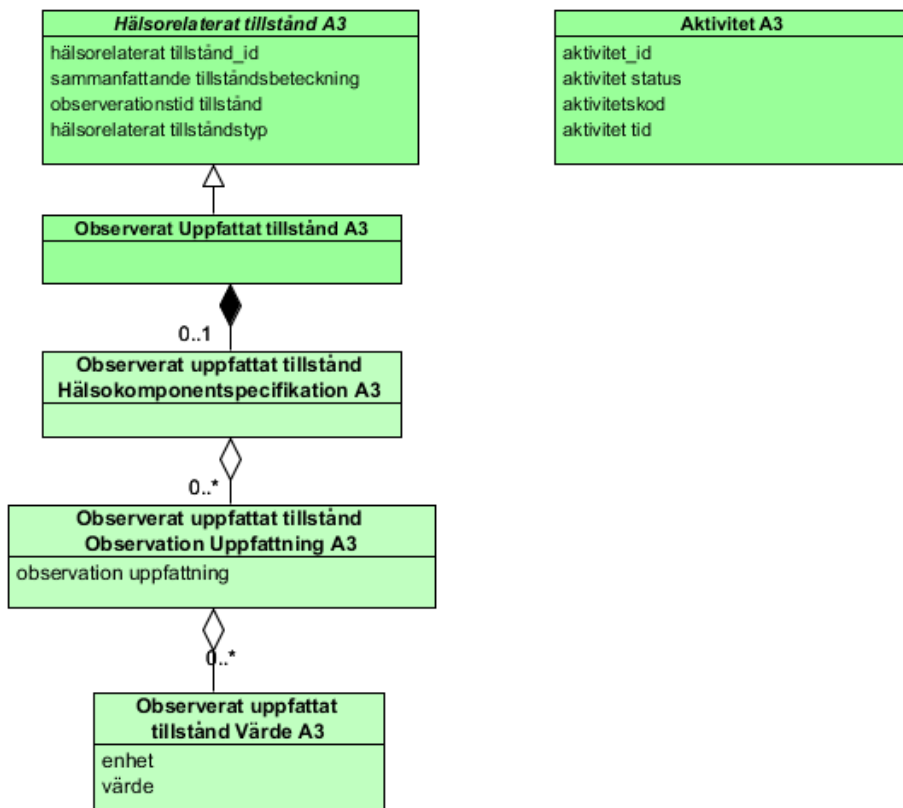 Hälsorelaterat tillstånd A3
hälsorelaterat tillstånd_id
sammanfattande tillståndsbeteckning
observerationstid tillstånd
hälsorelaterat tillståndstyp
Aktivitet A3
aktivitet_id
aktivitet status
aktivitetskod
aktivitet tid
Observerat Uppfattat tillstånd A3
0..1
Observerat uppfattat tillstånd
Hälsokomponentspecifikation A3
0..*
Observerat uppfattat tillstånd
Observation Uppfattning A3
observation uppfattning
0..*
Observerat uppfattat
tillstånd Värde A3
enhet
värde